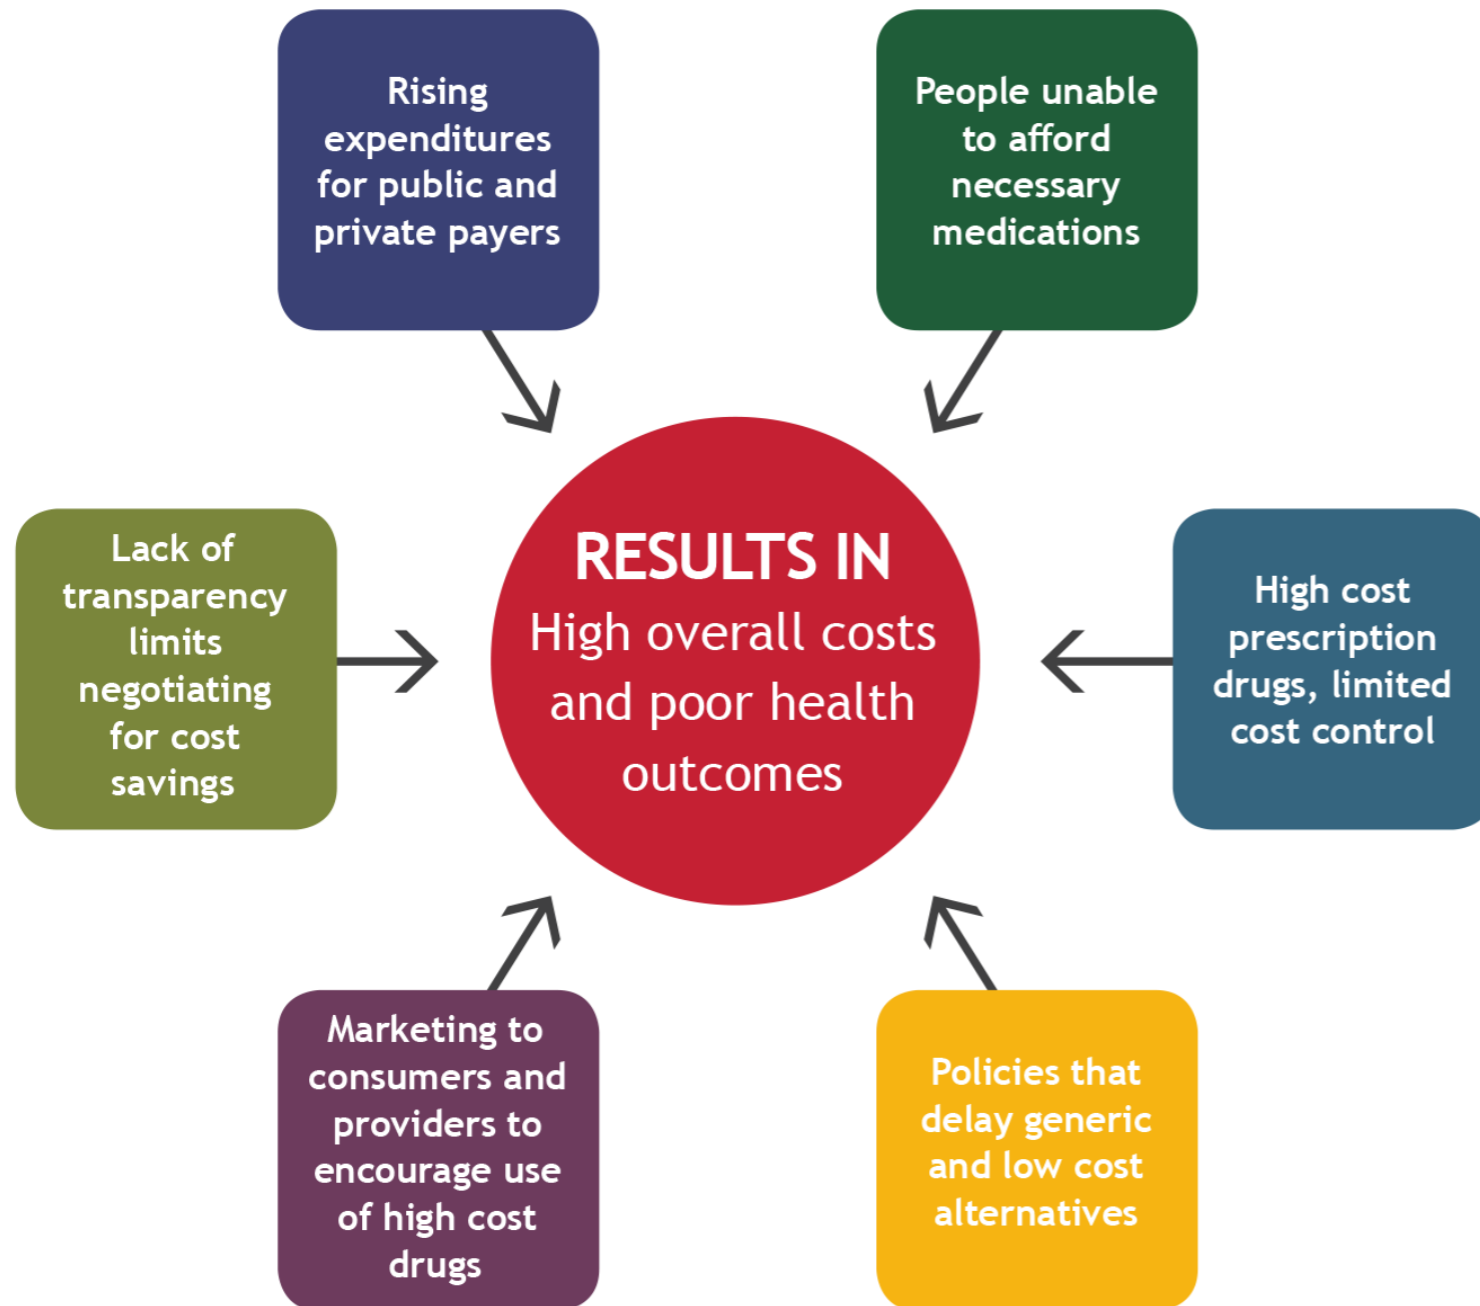 Rising
expenditures
for public and
private payers
People unable
to afford
necessary
medications
Lack of
transparency
limits
negotiating
for cost
savings
RESULTS IN
High overall costs
and poor health
outcomes
High cost
prescription
drugs, limited
cost control
Marketing to
consumers and
providers to
encourage use
of high cost
drugs
Policies that
delay generic
and low cost
alternatives